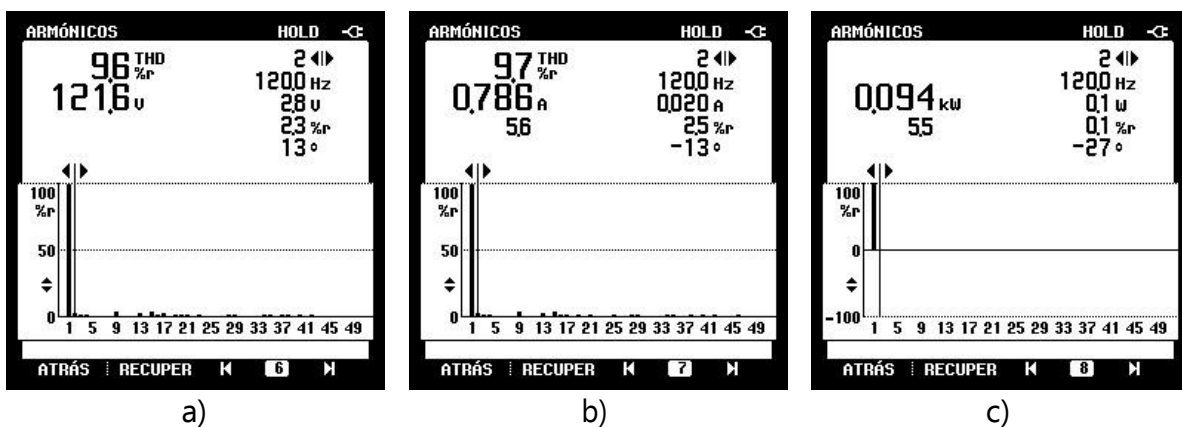 ARMÓNICOS HOLD
9,6 THD %r
121,6 V
2
120,0 Hz
2,8 V
2,3 %r
13 °
100
%r
50
0
1 5 9 13 17 21 25 29 33 37 41 45 49
ATRÁS RECUPER 6
a)
ARMÓNICOS HOLD
9,7 THD %r
0,786 A
5,6
2
120,0 Hz
0,020 A
2,5 %r
-13 °
100
%r
50
0
1 5 9 13 17 21 25 29 33 37 41 45 49
ATRÁS RECUPER 7
b)
ARMÓNICOS HOLD
0,094 kW
5,5
2
120,0 Hz
0,1 W
0,1 %r
-27 °
100
%r
0
-100
1 5 9 13 17 21 25 29 33 37 41 45 49
ATRÁS RECUPER 8
c)